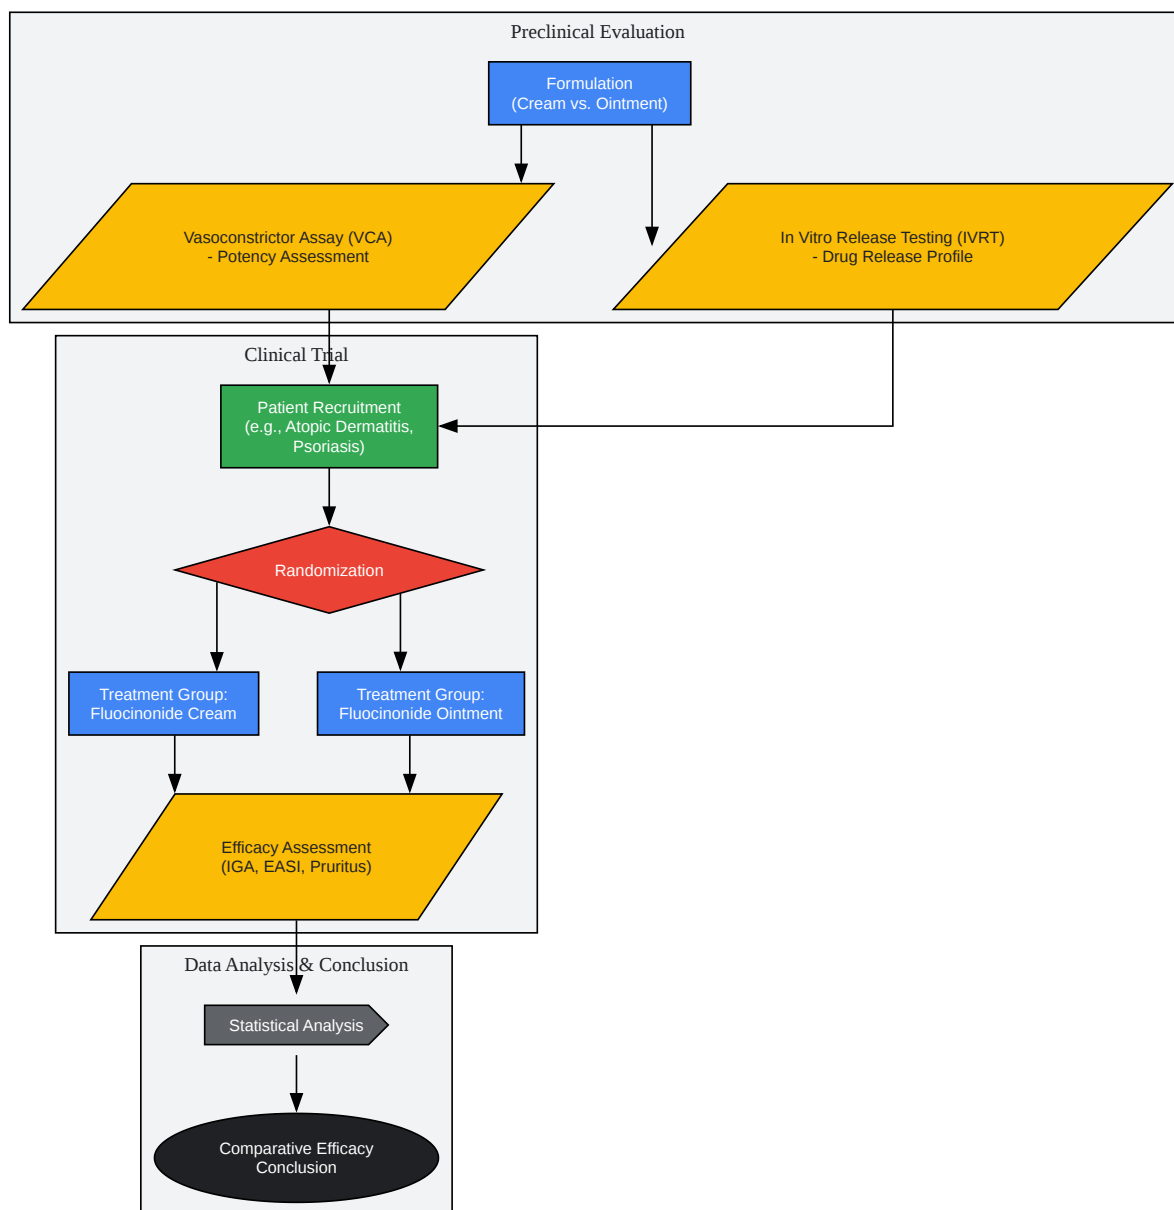 Preclinical Evaluation
Formulation
(Cream vs. Ointment)
Vasoconstrictor Assay (VCA)
- Potency Assessment
In Vitro Release Testing (IVRT)
- Drug Release Profile
Clinical Trial
Patient Recruitment
(e.g., Atopic Dermatitis,
Psoriasis)
Randomization
Treatment Group:
Fluocinonide Cream
Treatment Group:
Fluocinonide Ointment
Efficacy Assessment
(IGA, EASI, Pruritus)
Data Analysis & Conclusion
Statistical Analysis
Comparative Efficacy
Conclusion